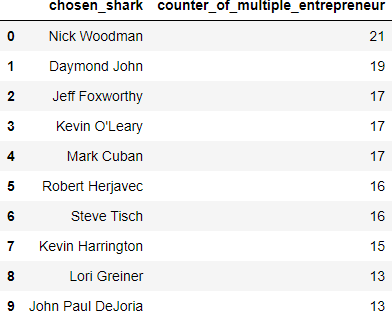 chosen_shark counter_of_multiple_entrepreneur
0 Nick Woodman 21
1 Daymond John 19
2 Jeff Foxworthy 17
3 Kevin O'Leary 17
4 Mark Cuban 17
5 Robert Herjavec 16
6 Steve Tisch 16
7 Kevin Harrington 15
8 Lori Greiner 13
9 John Paul DeJoria 13